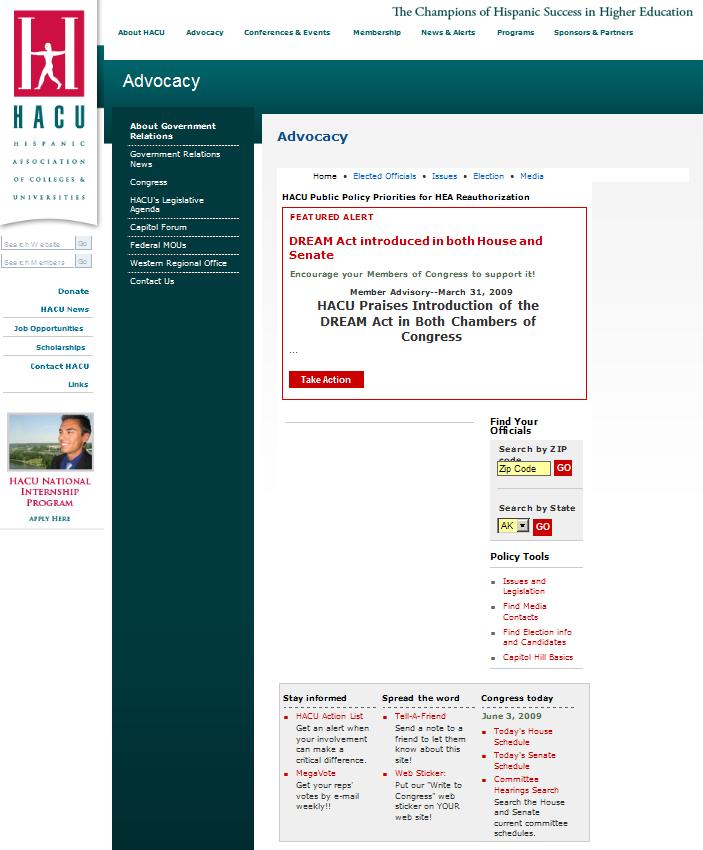 The Champions of Hispanic Success in Higher Education
About HACU Advocacy Conferences & Events Membership News & Alerts Programs Sponsors & Partners
H
HACU
HISPANIC
ASSOCIATION
OF COLLEGES &
UNIVERSITIES
Search Website Go
Search Members Go
Donate
HACU News
Job Opportunities
Scholarships
Contact HACU
Links
HACU NATIONAL
INTERNSHIP
PROGRAM
APPLY HERE
Advocacy
About Government
Relations
Government Relations
News
Congress
HACU's Legislative
Agenda
Capitol Forum
Federal MOUs
Western Regional Office
Contact Us
Advocacy
Home • Elected Officials • Issues • Election • Media
HACU Public Policy Priorities for HEA Reauthorization
FEATURED ALERT
DREAM Act introduced in both House and
Senate
Encourage your Members of Congress to support it!
Member Advisory--March 31, 2009
HACU Praises Introduction of the
DREAM Act in Both Chambers of
Congress
...
Take Action
Find Your
Officials
Search by ZIP
code
Zip Code GO
Search by State
AK GO
Policy Tools
Issues and
Legislation
Find Media
Contacts
Find Election info
and Candidates
Capitol Hill Basics
Stay informed
HACU Action List
Get an alert when
your involvement
can make a
critical difference.
MegaVote
Get your reps'
votes by e-mail
weekly!!
Spread the word
Tell-A-Friend
Send a note to a
friend to let them
know about this
site!
Web Sticker:
Put our "Write to
Congress" web
sticker on YOUR
web site!
Congress today
June 3, 2009
Today's House
Schedule
Today's Senate
Schedule
Committee
Hearings Search
Search the House
and Senate
current committee
schedules.